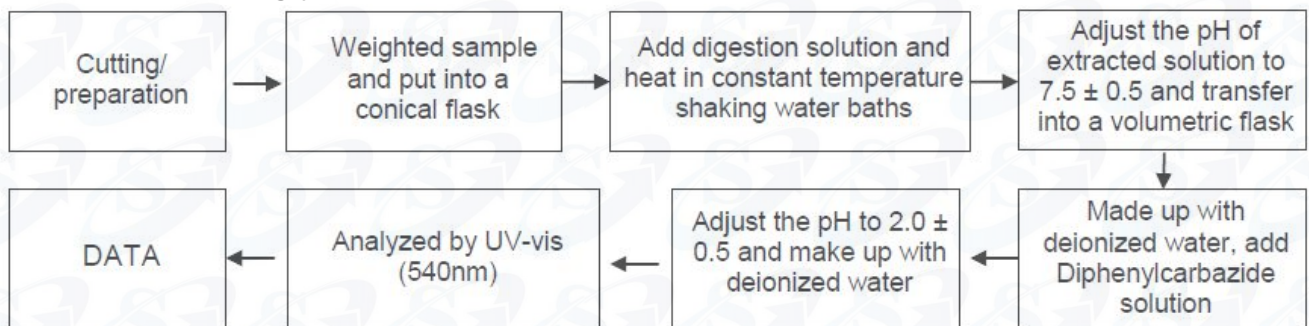 Cutting/
preparation
Weighted sample
and put into a
conical flask
Add digestion solution and
heat in constant temperature
shaking water baths
Adjust the pH of
extracted solution to
7.5 ± 0.5 and transfer
into a volumetric flask
Made up with
deionized water, add
Diphenylcarbazide
solution
Adjust the pH to 2.0 ±
0.5 and make up with
deionized water
Analyzed by UV-vis
(540nm)
DATA